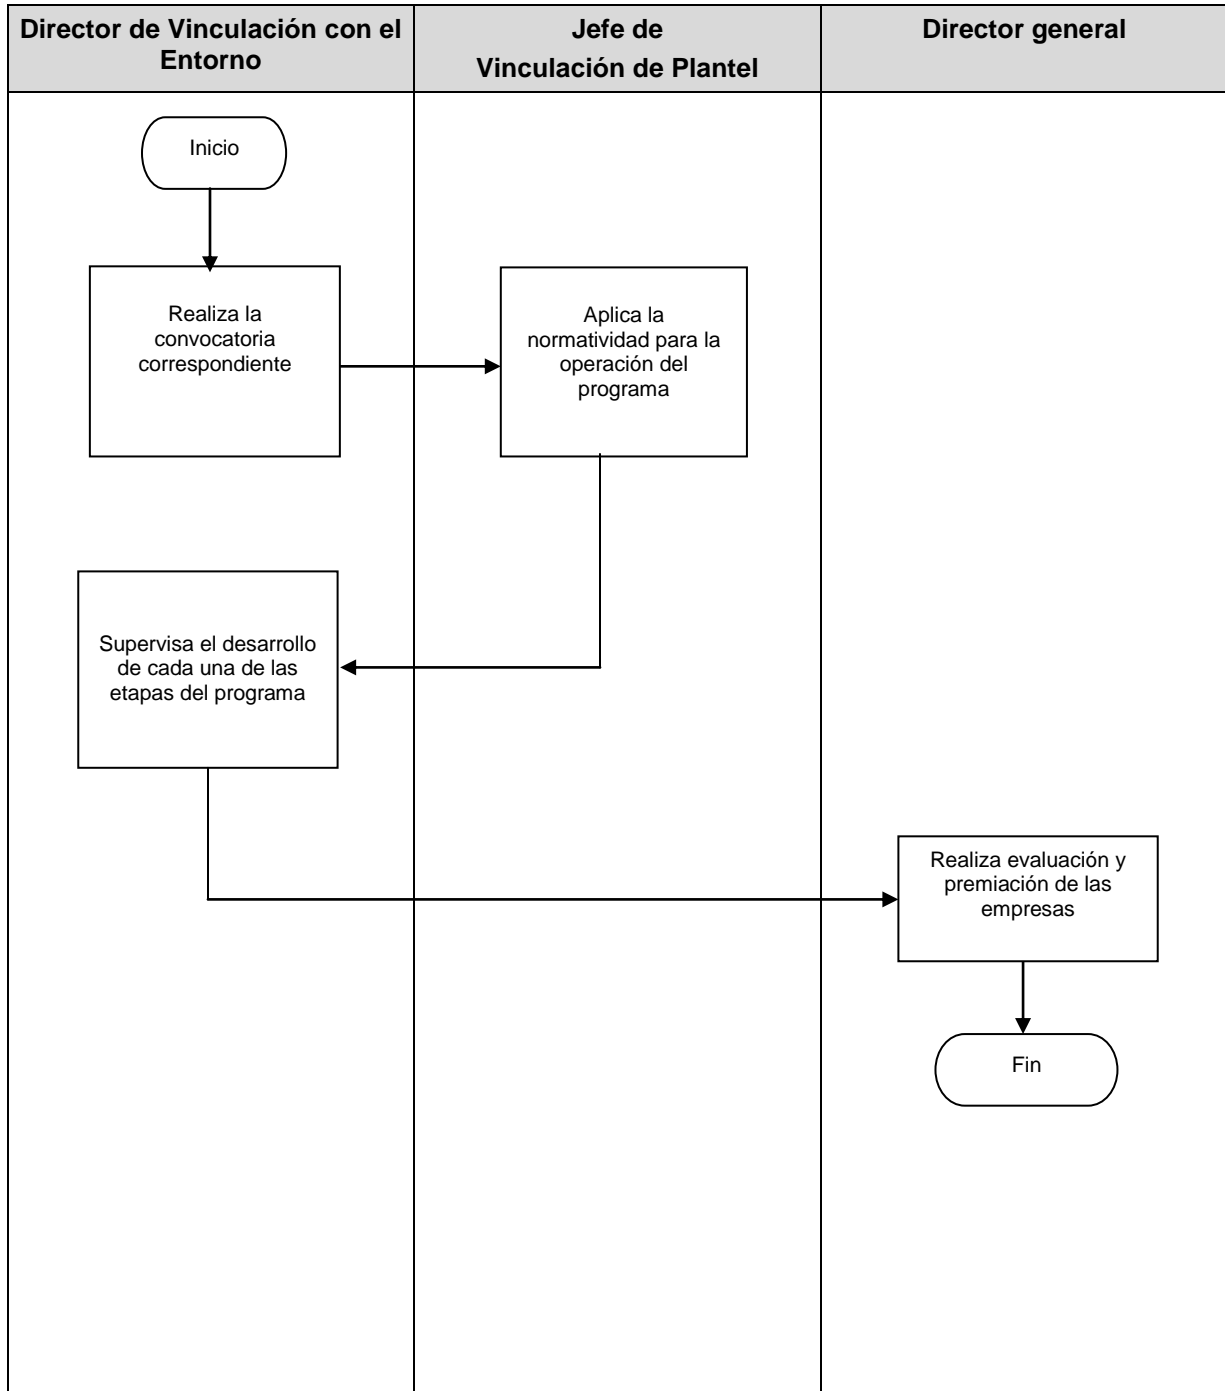 Director de Vinculación con el
Entorno
Jefe de
Vinculación de Plantel
Director general
Inicio
Realiza la
convocatoria
correspondiente
Aplica la
normatividad para la
operación del
programa
Supervisa el desarrollo
de cada una de las
etapas del programa
Realiza evaluación y
premiación de las
empresas
Fin